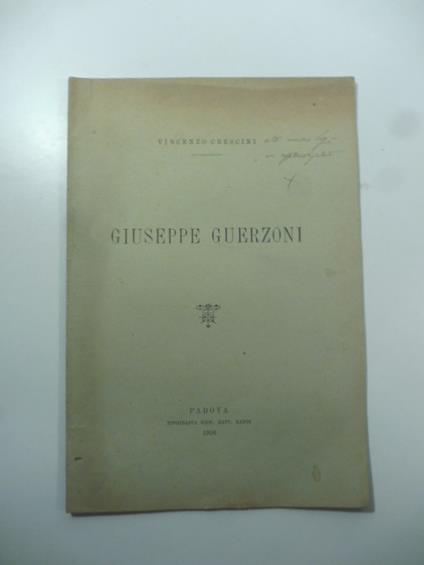 VINCENZO CRESCINI
GIUSEPPE GUERZONI
PADOVA
TIPOGRAFIA GIOV. BATT. RANDI